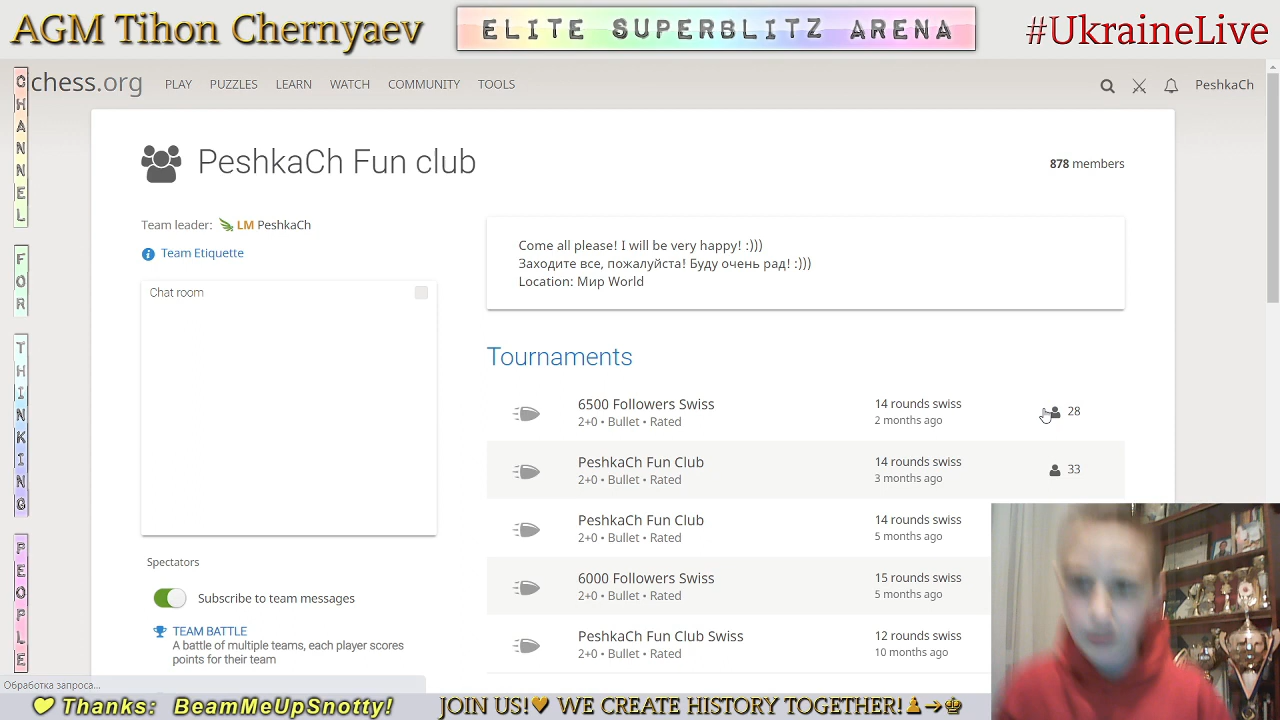 AGM Tihon Chernyaev
ELITE SUPERBLITZ ARENA
#UkraineLive
CHANNEL
FOR
THINKING
PEOPLE
chess.org
PLAY PUZZLES LEARN WATCH COMMUNITY TOOLS
PeshkaCh
PeshkaCh Fun club
878 members
Team leader: LM PeshkaCh
Team Etiquette
Chat room
Spectators
Subscribe to team messages
TEAM BATTLE
A battle of multiple teams, each player scores
points for their team
Come all please! I will be very happy! :)))
Заходите все, пожалуйста! Буду очень рад! :)))
Location: Мир World
Tournaments
6500 Followers Swiss 14 rounds swiss 28
2+0 • Bullet • Rated 2 months ago
PeshkaCh Fun Club 14 rounds swiss 33
2+0 • Bullet • Rated 3 months ago
PeshkaCh Fun Club 14 rounds swiss
2+0 • Bullet • Rated 5 months ago
6000 Followers Swiss 15 rounds swiss
2+0 • Bullet • Rated 5 months ago
PeshkaCh Fun Club Swiss 12 rounds swiss
2+0 • Bullet • Rated 10 months ago
Обработка запроса...
Thanks: BeamMeUpSnotty!
JOIN US!🧡 WE CREATE HISTORY TOGETHER!♟→♚